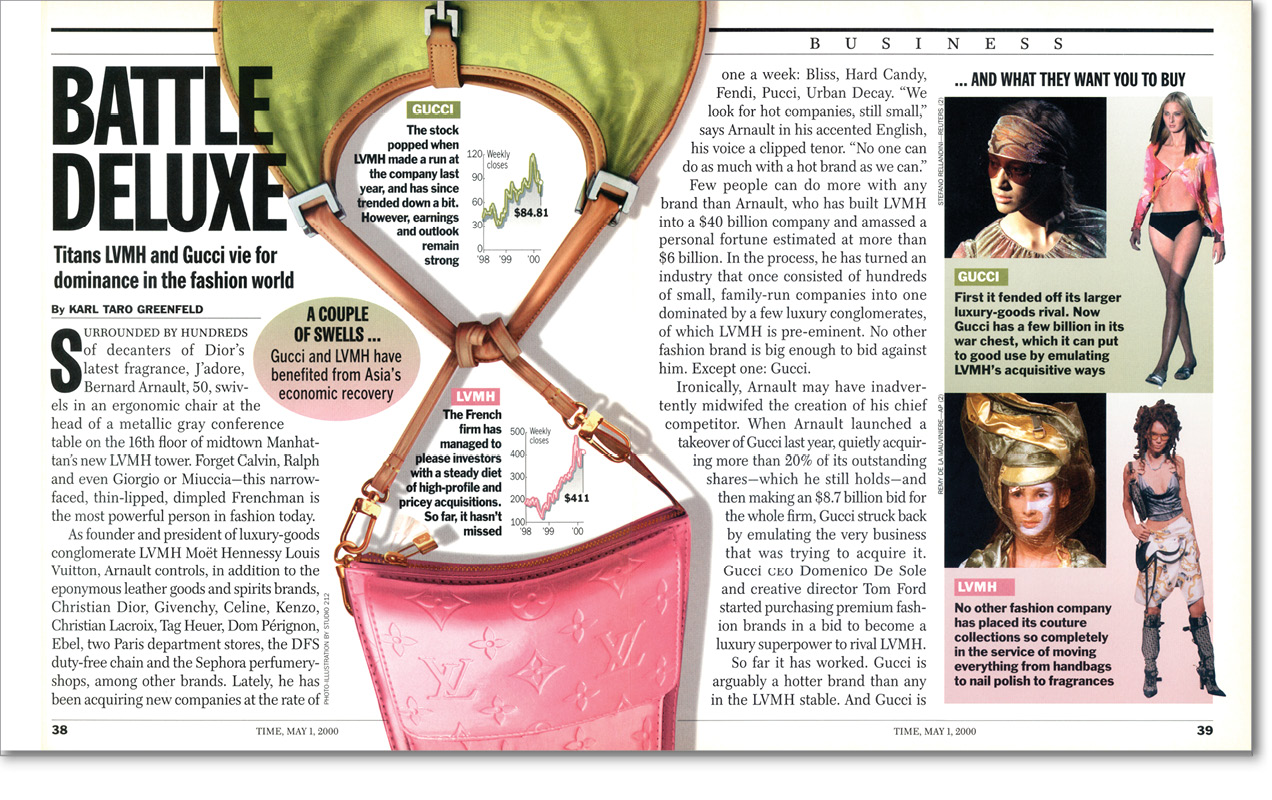 BUSINESS
BATTLE
DELUXE
Titans LVMH and Gucci vie for
dominance in the fashion world
By KARL TARO GREENFELD
SURROUNDED BY HUNDREDS
of decanters of Dior's
latest fragrance, J'adore,
Bernard Arnault, 50, swiv-
els in an ergonomic chair at the
head of a metallic gray conference
table on the 16th floor of midtown Manhat-
tan's new LVMH tower. Forget Calvin, Ralph
and even Giorgio or Miuccia—this narrow-
faced, thin-lipped, dimpled Frenchman is
the most powerful person in fashion today.
As founder and president of luxury-goods
conglomerate LVMH Moët Hennessy Louis
Vuitton, Arnault controls, in addition to the
eponymous leather goods and spirits brands,
Christian Dior, Givenchy, Celine, Kenzo,
Christian Lacroix, Tag Heuer, Dom Pérignon,
Ebel, two Paris department stores, the DFS
duty-free chain and the Sephora perfumery-
shops, among other brands. Lately, he has
been acquiring new companies at the rate of
PHOTO-ILLUSTRATION BY STUDIO 212
A COUPLE
OF SWELLS ...
Gucci and LVMH have
benefited from Asia's
economic recovery
GUCCI
The stock
popped when
LVMH made a run at
the company last
year, and has since
trended down a bit.
However, earnings
and outlook
remain
strong
120
Weekly
closes
90
60
$84.81
30
0
'98 '99 '00
LVMH
The French
firm has
managed to
please investors
with a steady diet
of high-profile and
pricey acquisitions.
So far, it hasn't
missed
500
Weekly
closes
400
300
200
$411
100
'98 '99 '00
one a week: Bliss, Hard Candy,
Fendi, Pucci, Urban Decay. “We
look for hot companies, still small,”
says Arnault in his accented English,
his voice a clipped tenor. “No one can
do as much with a hot brand as we can.”
Few people can do more with any
brand than Arnault, who has built LVMH
into a $40 billion company and amassed a
personal fortune estimated at more than
$6 billion. In the process, he has turned an
industry that once consisted of hundreds
of small, family-run companies into one
dominated by a few luxury conglomerates,
of which LVMH is pre-eminent. No other
fashion brand is big enough to bid against
him. Except one: Gucci.
Ironically, Arnault may have inadver-
tently midwifed the creation of his chief
competitor. When Arnault launched a
takeover of Gucci last year, quietly acquir-
ing more than 20% of its outstanding
shares—which he still holds—and
then making an $8.7 billion bid for
the whole firm, Gucci struck back
by emulating the very business
that was trying to acquire it.
Gucci CEO Domenico De Sole
and creative director Tom Ford
started purchasing premium fash-
ion brands in a bid to become a
luxury superpower to rival LVMH.
So far it has worked. Gucci is
arguably a hotter brand than any
in the LVMH stable. And Gucci is
... AND WHAT THEY WANT YOU TO BUY
STEFANO RELLANDINI—REUTERS (2)
GUCCI
First it fended off its larger
luxury-goods rival. Now
Gucci has a few billion in its
war chest, which it can put
to good use by emulating
LVMH's acquisitive ways
REMY DE LA MAUVINIERE—AP (2)
LVMH
No other fashion company
has placed its couture
collections so completely
in the service of moving
everything from handbags
to nail polish to fragrances
38
TIME, MAY 1, 2000
TIME, MAY 1, 2000
39